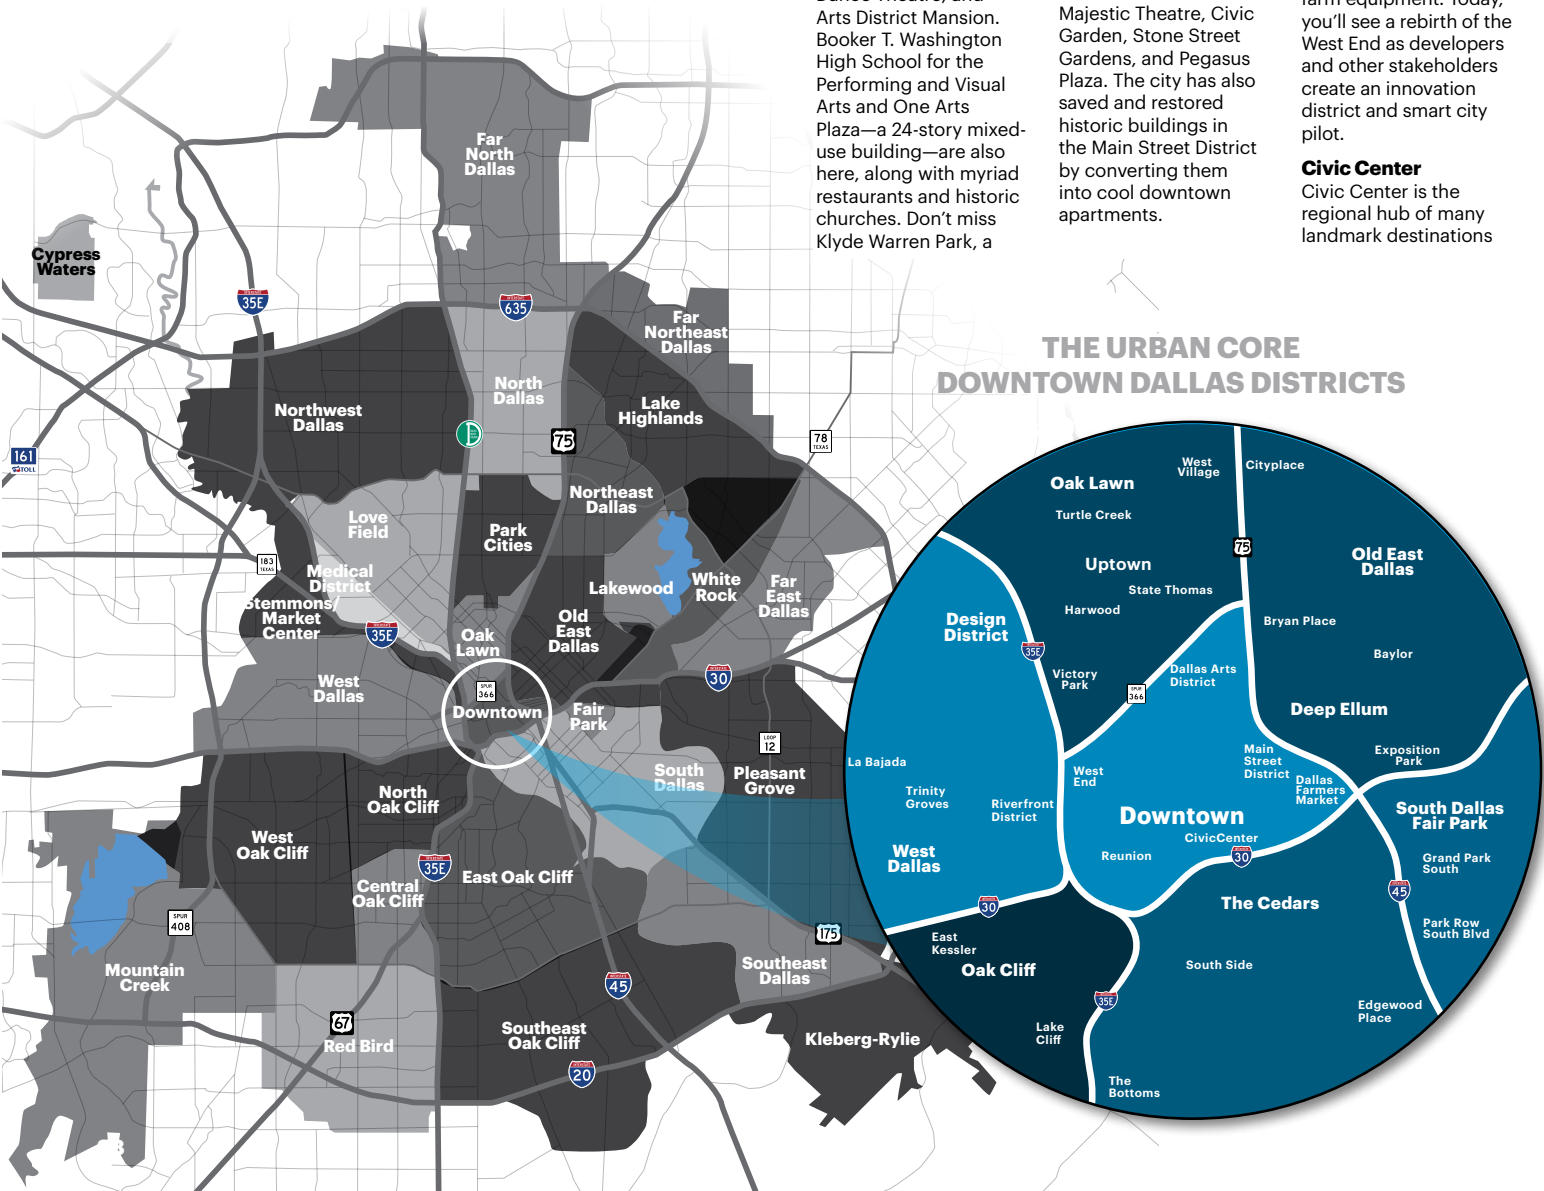 Arts District Mansion.
Booker T. Washington
High School for the
Performing and Visual
Arts and One Arts
Plaza—a 24-story mixed-
use building—are also
here, along with myriad
restaurants and historic
churches. Don’t miss
Klyde Warren Park, a
Majestic Theatre, Civic
Garden, Stone Street
Gardens, and Pegasus
Plaza. The city has also
saved and restored
historic buildings in
the Main Street District
by converting them
into cool downtown
apartments.
farm equipment. Today,
you’ll see a rebirth of the
West End as developers
and other stakeholders
create an innovation
district and smart city
pilot.
Civic Center
Civic Center is the
regional hub of many
landmark destinations
Far
North
Dallas
Cypress
Waters
35E
635
Far
Northeast
Dallas
North
Dallas
Northwest
Dallas
Lake
Highlands
75
78
TEXAS
161
TOLL
Northeast
Dallas
Love
Field
Park
Cities
183
TEXAS
Medical
District
Lakewood
White
Rock
Far
East
Dallas
Stemmons/
Market
Center
35E
Oak
Lawn
Old
East
Dallas
West
Dallas
30
SPUR
366
Downtown
Fair
Park
LOOP
12
South
Dallas
Pleasant
Grove
North
Oak Cliff
West
Oak Cliff
35E
East Oak Cliff
Central
Oak Cliff
SPUR
408
175
Mountain
Creek
Southeast
Dallas
45
67
Red Bird
Southeast
Oak Cliff
Kleberg-Rylie
20
THE URBAN CORE
DOWNTOWN DALLAS DISTRICTS
West
Village
Cityplace
Oak Lawn
Turtle Creek
75
Old East
Dallas
Uptown
State Thomas
Harwood
Design
District
Bryan Place
35E
Baylor
Victory
Park
Dallas Arts
District
SPUR
366
Deep Ellum
Main
Street
District
Exposition
Park
La Bajada
West
End
Dallas
Farmers
Market
Trinity
Groves
Riverfront
District
Downtown
South Dallas
Fair Park
CivicCenter
Reunion
30
West
Dallas
Grand Park
South
45
30
The Cedars
Park Row
South Blvd
East
Kessler
Oak Cliff
South Side
35E
Edgewood
Place
Lake
Cliff
The
Bottoms